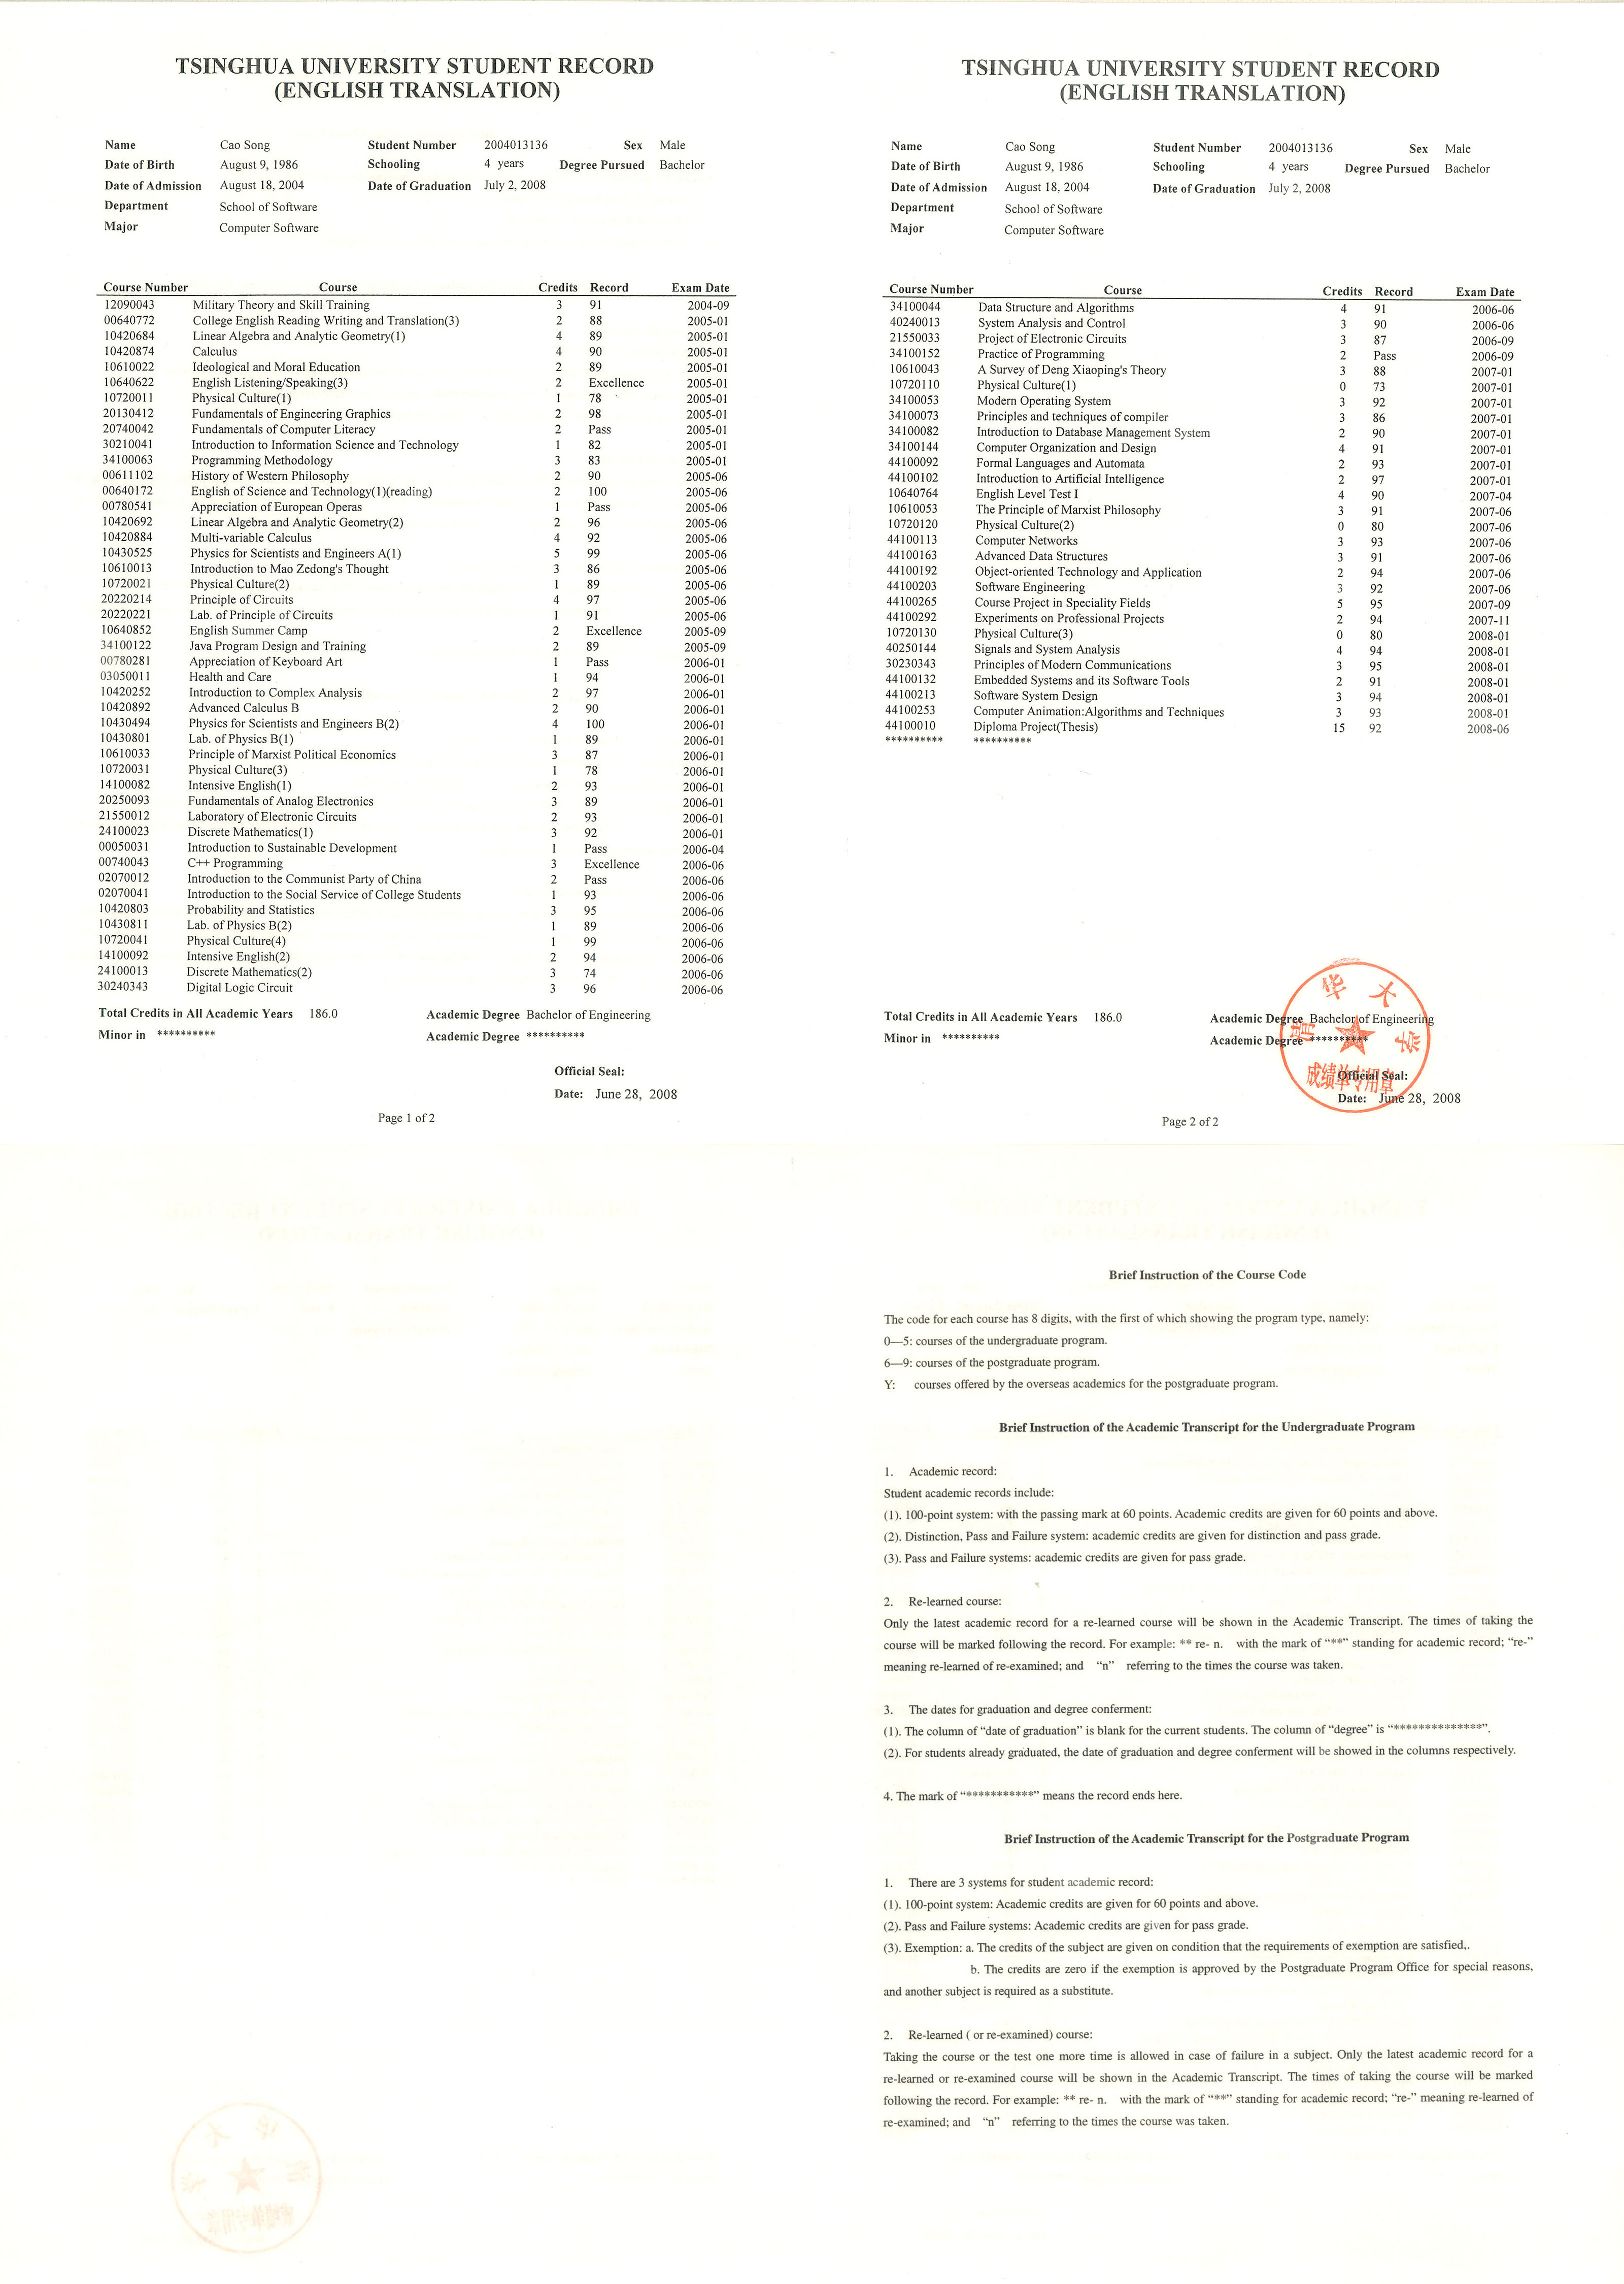 TSINGHUA UNIVERSITY STUDENT RECORD
(ENGLISH TRANSLATION)
Name Cao Song Student Number 2004013136 Sex Male
Date of Birth August 9, 1986 Schooling 4 years Degree Pursued Bachelor
Date of Admission August 18, 2004 Date of Graduation July 2, 2008
Department School of Software
Major Computer Software
Course Number Course Credits Record Exam Date
12090043 Military Theory and Skill Training 3 91 2004-09
00640772 College English Reading Writing and Translation(3) 2 88 2005-01
10420684 Linear Algebra and Analytic Geometry(1) 4 89 2005-01
10420874 Calculus 4 90 2005-01
10610022 Ideological and Moral Education 2 89 2005-01
10640622 English Listening/Speaking(3) 2 Excellence 2005-01
10720011 Physical Culture(1) 1 78 2005-01
20130412 Fundamentals of Engineering Graphics 2 98 2005-01
20740042 Fundamentals of Computer Literacy 2 Pass 2005-01
30210041 Introduction to Information Science and Technology 1 82 2005-01
34100063 Programming Methodology 3 83 2005-01
00611102 History of Western Philosophy 2 90 2005-06
00640172 English of Science and Technology(1)(reading) 2 100 2005-06
00780541 Appreciation of European Operas 1 Pass 2005-06
10420692 Linear Algebra and Analytic Geometry(2) 2 96 2005-06
10420884 Multi-variable Calculus 4 92 2005-06
10430525 Physics for Scientists and Engineers A(1) 5 99 2005-06
10610013 Introduction to Mao Zedong's Thought 3 86 2005-06
10720021 Physical Culture(2) 1 89 2005-06
20220214 Principle of Circuits 4 97 2005-06
20220221 Lab. of Principle of Circuits 1 91 2005-06
10640852 English Summer Camp 2 Excellence 2005-09
34100122 Java Program Design and Training 2 89 2005-09
00780281 Appreciation of Keyboard Art 1 Pass 2006-01
03050011 Health and Care 1 94 2006-01
10420252 Introduction to Complex Analysis 2 97 2006-01
10420892 Advanced Calculus B 2 90 2006-01
10430494 Physics for Scientists and Engineers B(2) 4 100 2006-01
10430801 Lab. of Physics B(1) 1 89 2006-01
10610033 Principle of Marxist Political Economics 3 87 2006-01
10720031 Physical Culture(3) 1 78 2006-01
14100082 Intensive English(1) 2 93 2006-01
20250093 Fundamentals of Analog Electronics 3 89 2006-01
21550012 Laboratory of Electronic Circuits 2 93 2006-01
24100023 Discrete Mathematics(1) 3 92 2006-01
00050031 Introduction to Sustainable Development 1 Pass 2006-04
00740043 C++ Programming 3 Excellence 2006-06
02070012 Introduction to the Communist Party of China 2 Pass 2006-06
02070041 Introduction to the Social Service of College Students 1 93 2006-06
10420803 Probability and Statistics 3 95 2006-06
10430811 Lab. of Physics B(2) 1 89 2006-06
10720041 Physical Culture(4) 1 99 2006-06
14100092 Intensive English(2) 2 94 2006-06
24100013 Discrete Mathematics(2) 3 74 2006-06
30240343 Digital Logic Circuit 3 96 2006-06
Total Credits in All Academic Years 186.0 Academic Degree Bachelor of Engineering
Minor in ********** Academic Degree **********
Official Seal:
Date: June 28, 2008
Page 1 of 2
TSINGHUA UNIVERSITY STUDENT RECORD
(ENGLISH TRANSLATION)
Name Cao Song Student Number 2004013136 Sex Male
Date of Birth August 9, 1986 Schooling 4 years Degree Pursued Bachelor
Date of Admission August 18, 2004 Date of Graduation July 2, 2008
Department School of Software
Major Computer Software
Course Number Course Credits Record Exam Date
34100044 Data Structure and Algorithms 4 91 2006-06
40240013 System Analysis and Control 3 90 2006-06
21550033 Project of Electronic Circuits 3 87 2006-09
34100152 Practice of Programming 2 Pass 2006-09
10610043 A Survey of Deng Xiaoping's Theory 3 88 2007-01
10720110 Physical Culture(1) 0 73 2007-01
34100053 Modern Operating System 3 92 2007-01
34100073 Principles and techniques of compiler 3 86 2007-01
34100082 Introduction to Database Management System 2 90 2007-01
34100144 Computer Organization and Design 4 91 2007-01
44100092 Formal Languages and Automata 2 93 2007-01
44100102 Introduction to Artificial Intelligence 2 97 2007-01
10640764 English Level Test I 4 90 2007-04
10610053 The Principle of Marxist Philosophy 3 91 2007-06
10720120 Physical Culture(2) 0 80 2007-06
44100113 Computer Networks 3 93 2007-06
44100163 Advanced Data Structures 3 91 2007-06
44100192 Object-oriented Technology and Application 2 94 2007-06
44100203 Software Engineering 3 92 2007-06
44100265 Course Project in Speciality Fields 5 95 2007-09
44100292 Experiments on Professional Projects 2 94 2007-11
10720130 Physical Culture(3) 0 80 2008-01
40250144 Signals and System Analysis 4 94 2008-01
30230343 Principles of Modern Communications 3 95 2008-01
44100132 Embedded Systems and its Software Tools 2 91 2008-01
44100213 Software System Design 3 94 2008-01
44100253 Computer Animation:Algorithms and Techniques 3 93 2008-01
44100010 Diploma Project(Thesis) 15 92 2008-06
********** **********
Total Credits in All Academic Years 186.0 Academic Degree Bachelor of Engineering
Minor in ********** Academic Degree **********
清华大学
成绩单专用章
Official Seal:
Date: June 28, 2008
Page 2 of 2
Brief Instruction of the Course Code
The code for each course has 8 digits, with the first of which showing the program type, namely:
0—5: courses of the undergraduate program.
6—9: courses of the postgraduate program.
Y: courses offered by the overseas academics for the postgraduate program.
Brief Instruction of the Academic Transcript for the Undergraduate Program
1. Academic record:
Student academic records include:
(1). 100-point system: with the passing mark at 60 points. Academic credits are given for 60 points and above.
(2). Distinction, Pass and Failure system: academic credits are given for distinction and pass grade.
(3). Pass and Failure systems: academic credits are given for pass grade.
2. Re-learned course:
Only the latest academic record for a re-learned course will be shown in the Academic Transcript. The times of taking the
course will be marked following the record. For example: ** re- n. with the mark of “**” standing for academic record; “re-”
meaning re-learned of re-examined; and “n” referring to the times the course was taken.
3. The dates for graduation and degree conferment:
(1). The column of “date of graduation” is blank for the current students. The column of “degree” is “**************”.
(2). For students already graduated, the date of graduation and degree conferment will be showed in the columns respectively.
4. The mark of “***********” means the record ends here.
Brief Instruction of the Academic Transcript for the Postgraduate Program
1. There are 3 systems for student academic record:
(1). 100-point system: Academic credits are given for 60 points and above.
(2). Pass and Failure systems: Academic credits are given for pass grade.
(3). Exemption: a. The credits of the subject are given on condition that the requirements of exemption are satisfied,.
b. The credits are zero if the exemption is approved by the Postgraduate Program Office for special reasons,
and another subject is required as a substitute.
2. Re-learned ( or re-examined) course:
Taking the course or the test one more time is allowed in case of failure in a subject. Only the latest academic record for a
re-learned or re-examined course will be shown in the Academic Transcript. The times of taking the course will be marked
following the record. For example: ** re- n. with the mark of “**” standing for academic record; “re-” meaning re-learned of
re-examined; and “n” referring to the times the course was taken.